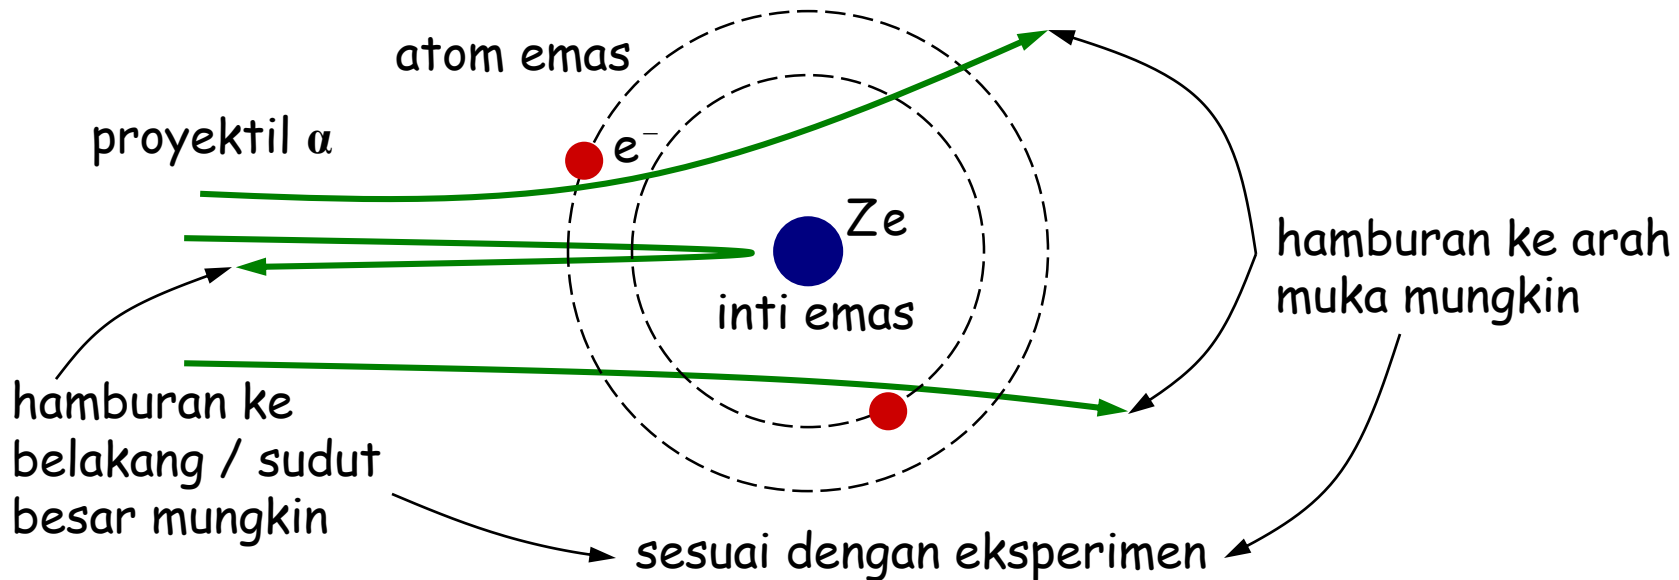 atom emas
proyektil α
e⁻
Ze
inti emas
hamburan ke arah
muka mungkin
hamburan ke
belakang / sudut
besar mungkin
sesuai dengan eksperimen